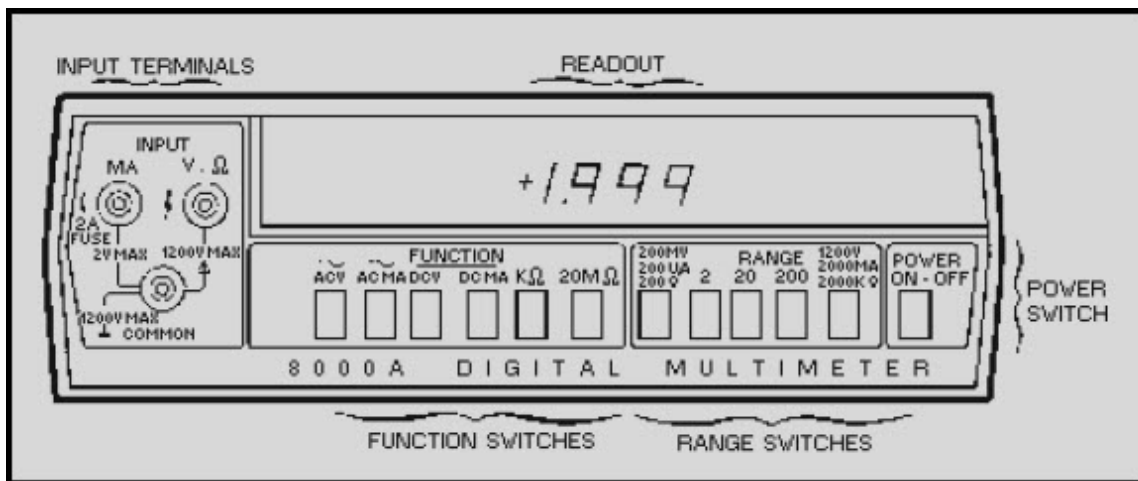 INPUT TERMINALS
READOUT
INPUT
MA
V . Ω
2A
FUSE
2V MAX
1200V MAX
1200V MAX
COMMON
+1.999
FUNCTION
ACV
AC MA
DCV
DC MA
KΩ
20M Ω
200MV
200 UA
200 Ω
RANGE
2
20
200
1200V
2000MA
2000K Ω
POWER
ON - OFF
POWER
SWITCH
8000A DIGITAL MULTIMETER
FUNCTION SWITCHES
RANGE SWITCHES